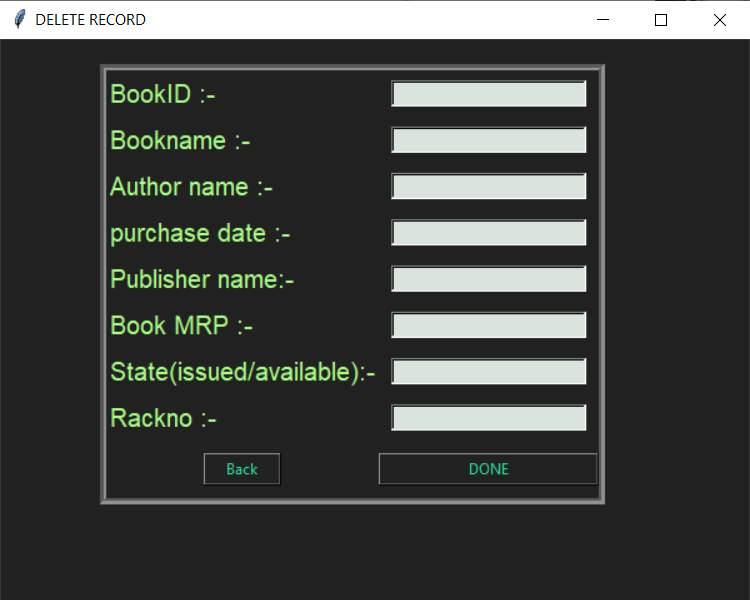 DELETE RECORD
BookID :-
Bookname :-
Author name :-
purchase date :-
Publisher name:-
Book MRP :-
State(issued/available):-
Rackno :-
Back DONE